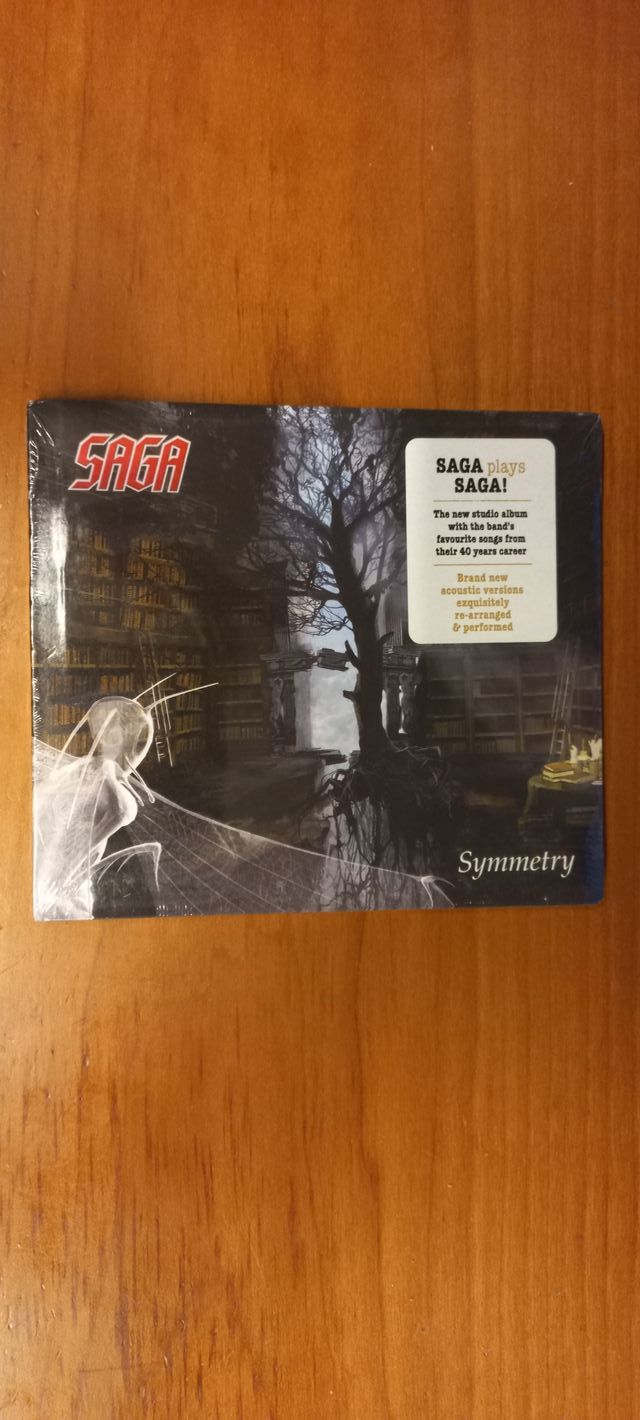 SAGA
SAGA plays
SAGA!
The new studio album
with the band's
favourite songs from
their 40 years career
Brand new
acoustic versions
exquisitely
re-arranged
& performed
Symmetry